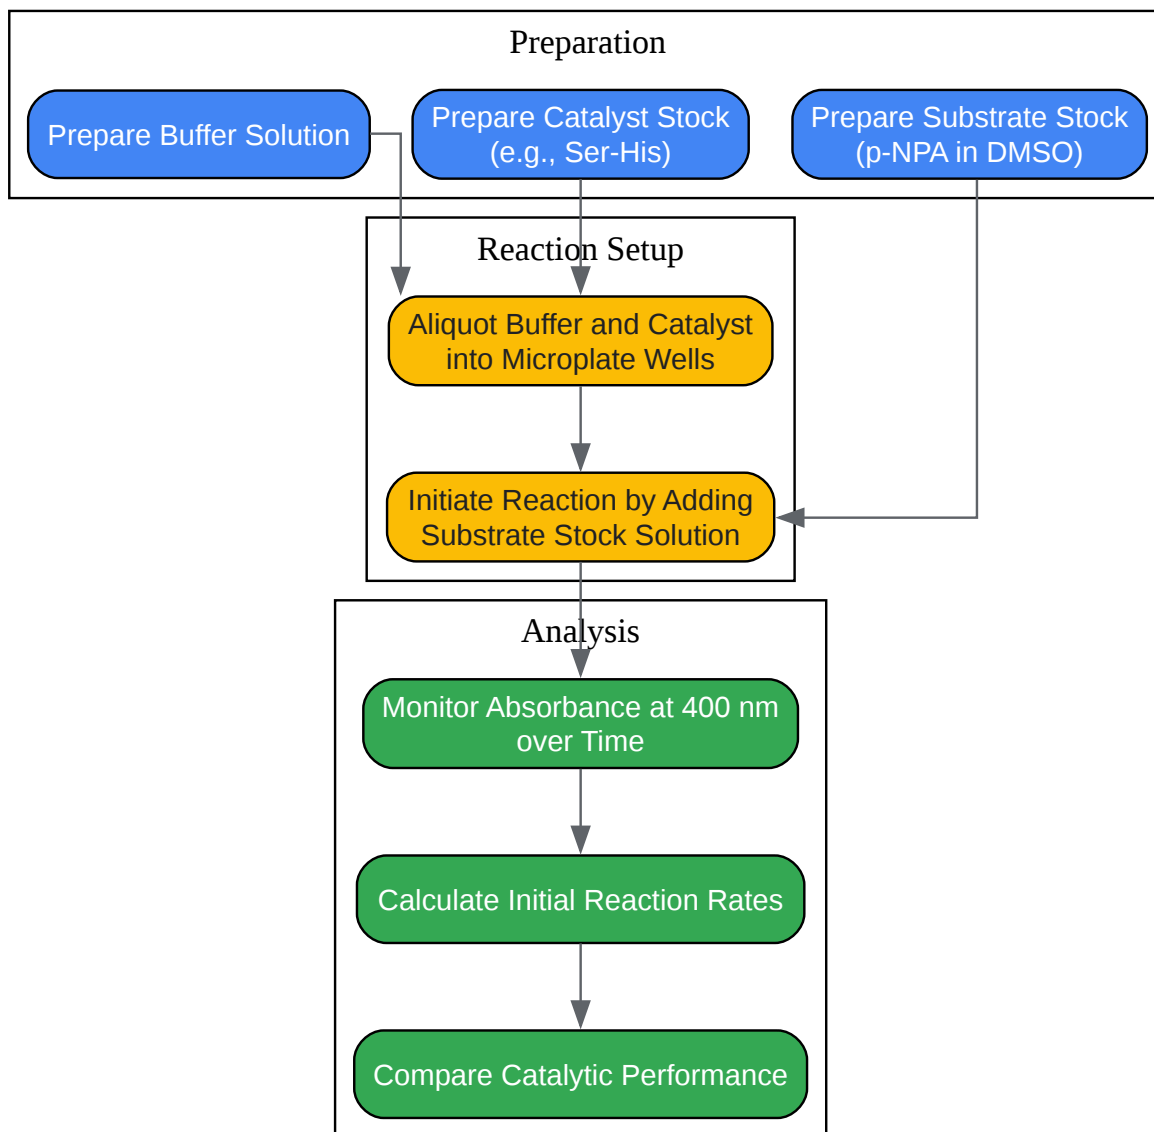 Preparation
Prepare Buffer Solution
Prepare Catalyst Stock
(e.g., Ser-His)
Prepare Substrate Stock
(p-NPA in DMSO)
Reaction Setup
Aliquot Buffer and Catalyst
into Microplate Wells
Initiate Reaction by Adding
Substrate Stock Solution
Analysis
Monitor Absorbance at 400 nm
over Time
Calculate Initial Reaction Rates
Compare Catalytic Performance